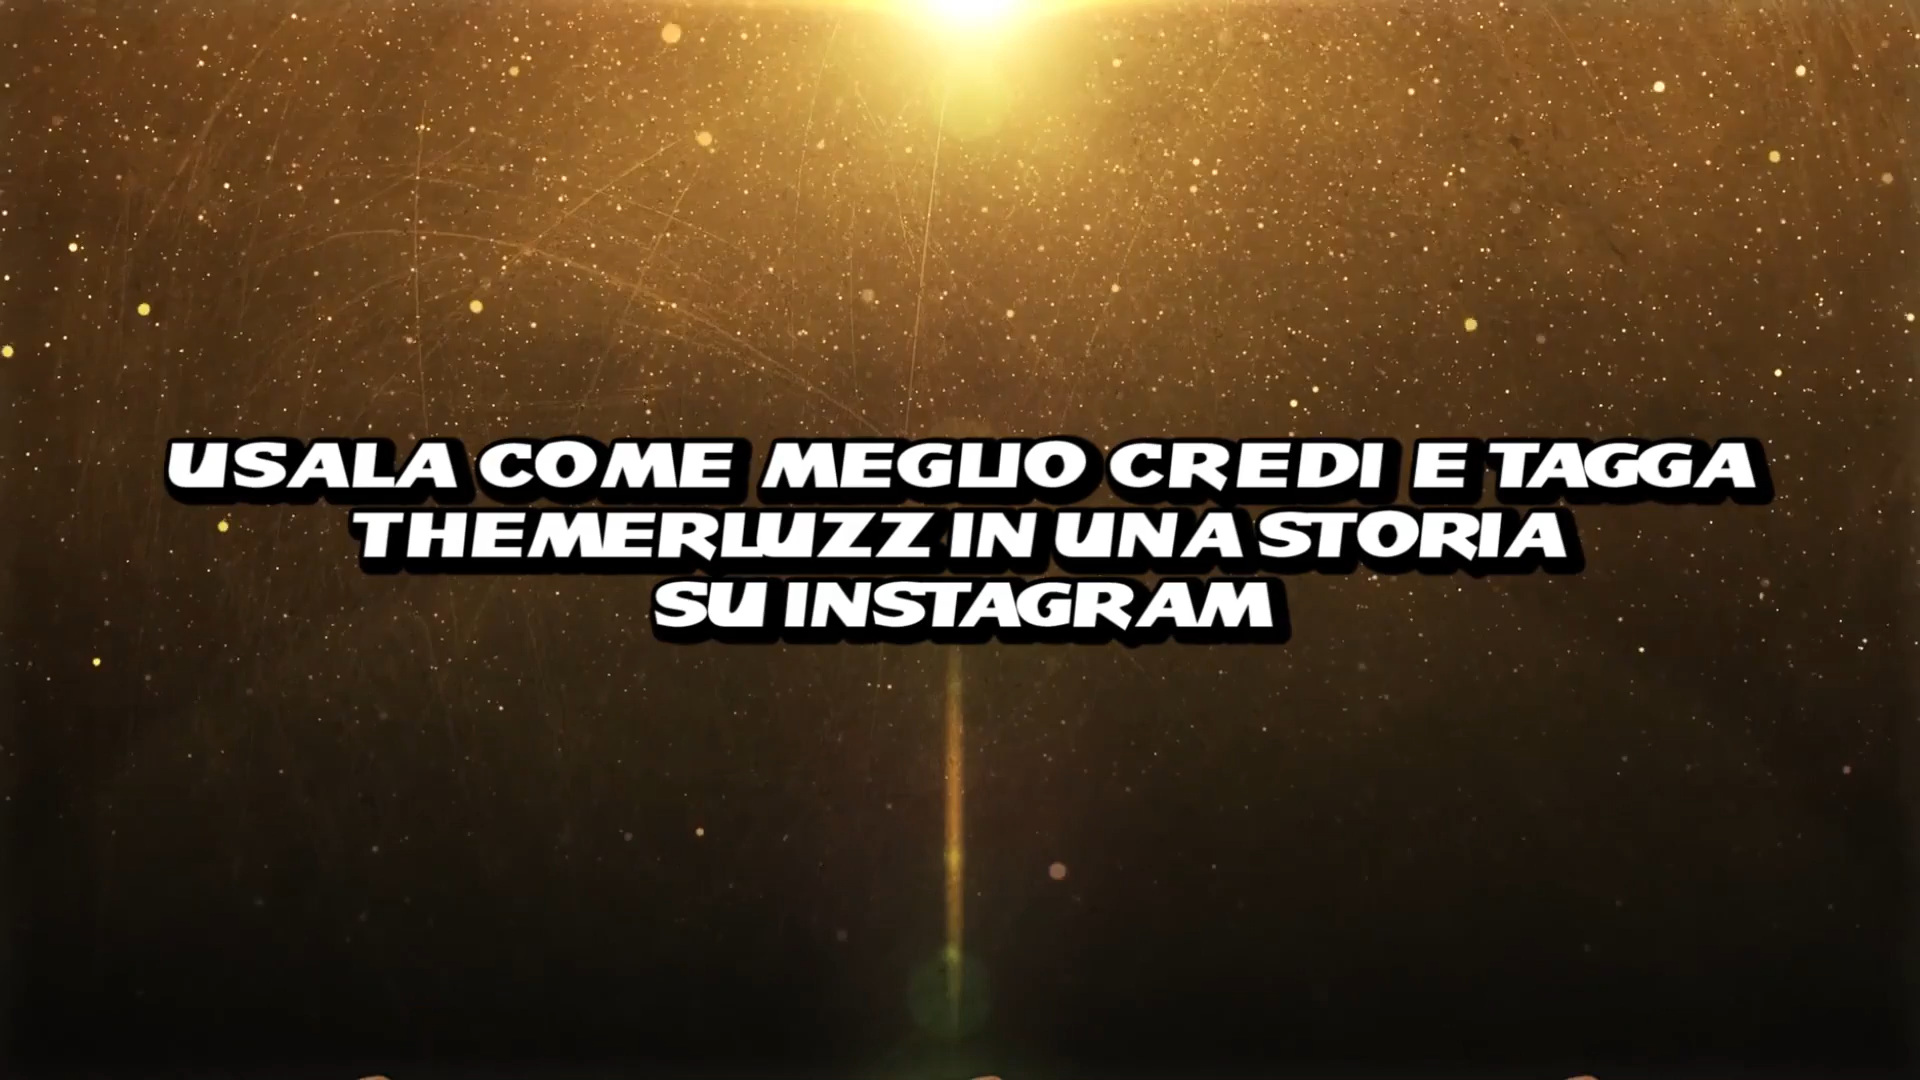 USALA COME MEGLIO CREDI E TAGGA
THEMERLUZZ IN UNA STORIA
SU INSTAGRAM